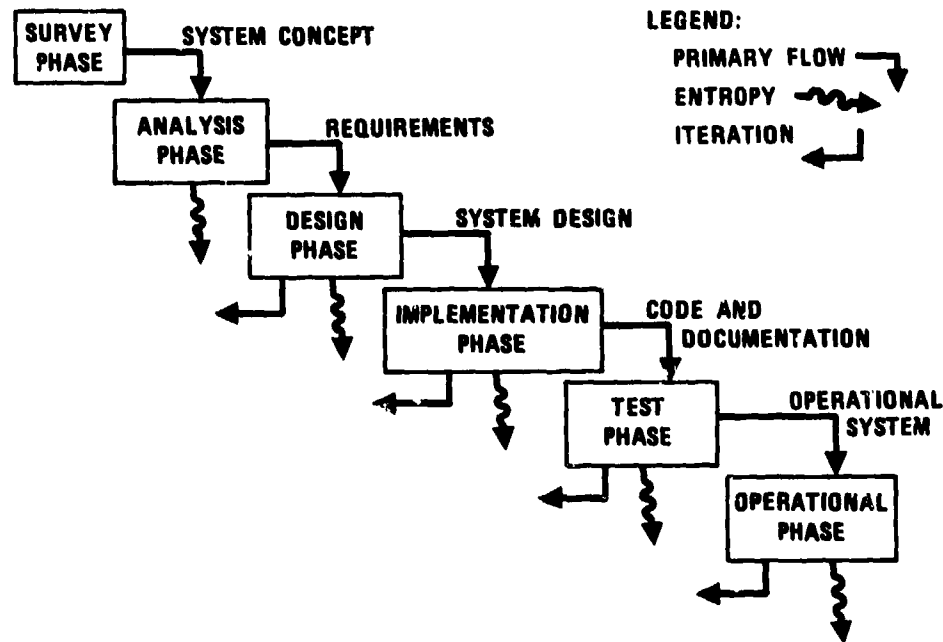 SURVEY
PHASE
SYSTEM CONCEPT
LEGEND:
PRIMARY FLOW
ENTROPY
ITERATION
ANALYSIS
PHASE
REQUIREMENTS
DESIGN
PHASE
SYSTEM DESIGN
IMPLEMENTATION
PHASE
CODE AND
DOCUMENTATION
TEST
PHASE
OPERATIONAL
SYSTEM
OPERATIONAL
PHASE